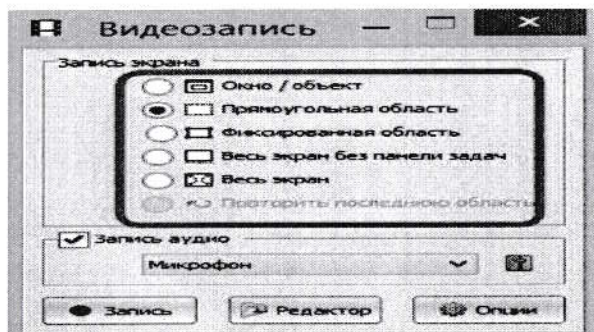 Видеозапись
Запись экрана
Окно / объект
Прямоугольная область
Фиксированная область
Весь экран без панели задач
Весь экран
Повторить последнюю область
Запись аудио
Микрофон
Запись Редактор Опции